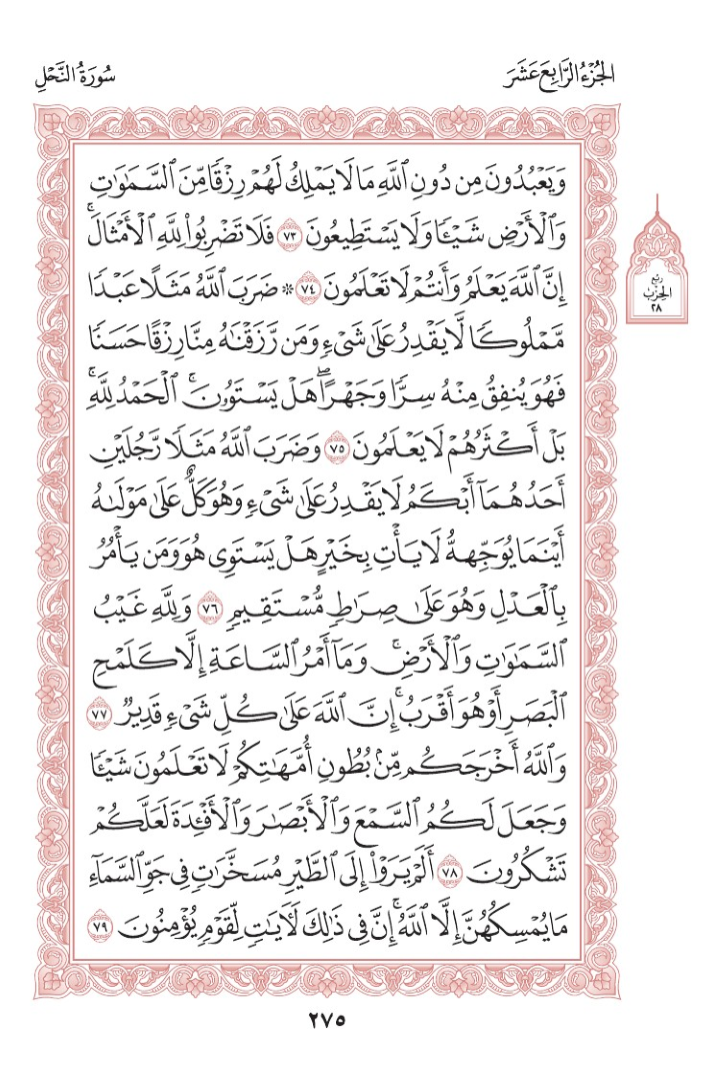 الجُزْءُ الرَّابِعَ عَشَرَ
سُورَةُ النَّحْلِ
وَيَعْبُدُونَ مِن دُونِ ٱللَّهِ مَا لَا يَمْلِكُ لَهُمْ رِزْقًا مِّنَ ٱلسَّمَٰوَٰتِ
وَٱلْأَرْضِ شَيْـًٔا وَلَا يَسْتَطِيعُونَ ٧٣ فَلَا تَضْرِبُوا۟ لِلَّهِ ٱلْأَمْثَالَ ۚ
إِنَّ ٱللَّهَ يَعْلَمُ وَأَنتُمْ لَا تَعْلَمُونَ ٧٤ ۞ ضَرَبَ ٱللَّهُ مَثَلًا عَبْدًا
مَّمْلُوكًا لَّا يَقْدِرُ عَلَىٰ شَىْءٍ وَمَن رَّزَقْنَٰهُ مِنَّا رِزْقًا حَسَنًا
فَهُوَ يُنفِقُ مِنْهُ سِرًّا وَجَهْرًا ۖ هَلْ يَسْتَوُۥنَ ۚ ٱلْحَمْدُ لِلَّهِ ۚ
بَلْ أَكْثَرُهُمْ لَا يَعْلَمُونَ ٧٥ وَضَرَبَ ٱللَّهُ مَثَلًا رَّجُلَيْنِ
أَحَدُهُمَآ أَبْكَمُ لَا يَقْدِرُ عَلَىٰ شَىْءٍ وَهُوَ كَلٌّ عَلَىٰ مَوْلَىٰهُ
أَيْنَمَا يُوَجِّههُّ لَا يَأْتِ بِخَيْرٍ هَلْ يَسْتَوِى هُوَ وَمَن يَأْمُرُ
بِٱلْعَدْلِ وَهُوَ عَلَىٰ صِرَٰطٍ مُّسْتَقِيمٍ ٧٦ وَلِلَّهِ غَيْبُ
ٱلسَّمَٰوَٰتِ وَٱلْأَرْضِ ۚ وَمَآ أَمْرُ ٱلسَّاعَةِ إِلَّا كَلَمْحِ
ٱلْبَصَرِ أَوْ هُوَ أَقْرَبُ ۚ إِنَّ ٱللَّهَ عَلَىٰ كُلِّ شَىْءٍ قَدِيرٌ ٧٧
وَٱللَّهُ أَخْرَجَكُم مِّنۢ بُطُونِ أُمَّهَٰتِكُمْ لَا تَعْلَمُونَ شَيْـًٔا
وَجَعَلَ لَكُمُ ٱلسَّمْعَ وَٱلْأَبْصَٰرَ وَٱلْأَفْـِٔدَةَ لَعَلَّكُمْ
تَشْكُرُونَ ٧٨ أَلَمْ يَرَوْا۟ إِلَى ٱلطَّيْرِ مُسَخَّرَٰتٍ فِى جَوِّ ٱلسَّمَآءِ
مَا يُمْسِكُهُنَّ إِلَّا ٱللَّهُ ۗ إِنَّ فِى ذَٰلِكَ لَءَايَٰتٍ لِّقَوْمٍ يُؤْمِنُونَ ٧٩
ربع
الحزب
٢٨
٢٧٥